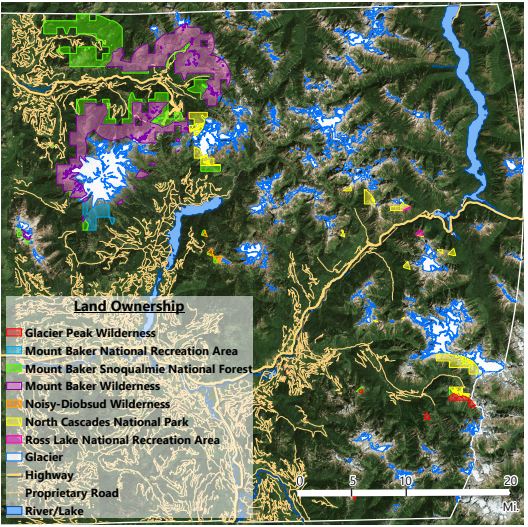 Land Ownership
Glacier Peak Wilderness
Mount Baker National Recreation Area
Mount Baker Snoqualmie National Forest
Mount Baker Wilderness
Noisy-Diobsud Wilderness
North Cascades National Park
Ross Lake National Recreation Area
Glacier
Highway
Proprietary Road
River/Lake
0 5 10 20
Mi.